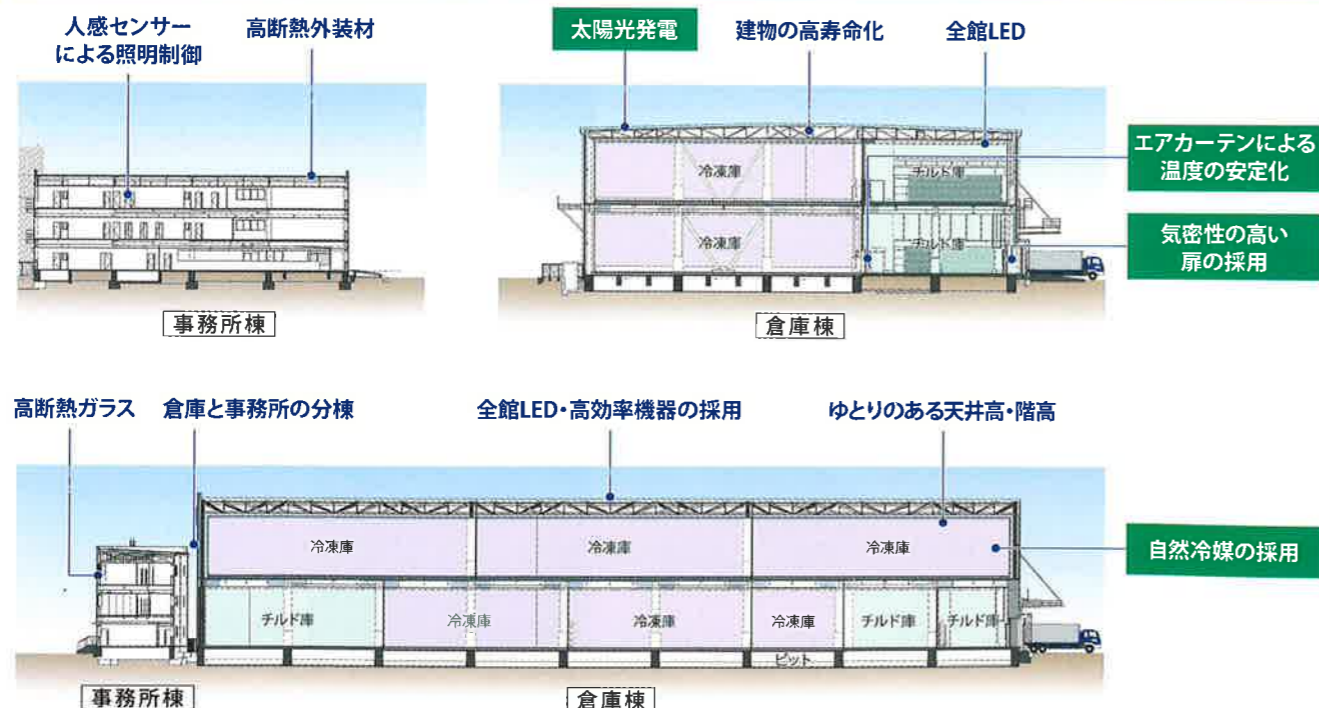 人感センサー
による照明制御
高断熱外装材
太陽光発電
建物の高寿命化
全館LED
エアカーテンによる
温度の安定化
冷凍庫
チルド庫
冷凍庫
チルド庫
気密性の高い
扉の採用
事務所棟
倉庫棟
高断熱ガラス
倉庫と事務所の分棟
全館LED・高効率機器の採用
ゆとりのある天井高・階高
冷凍庫
冷凍庫
冷凍庫
自然冷媒の採用
チルド庫
冷凍庫
冷凍庫
冷凍庫
チルド庫
チルド庫
ピット
事務所棟
倉庫棟